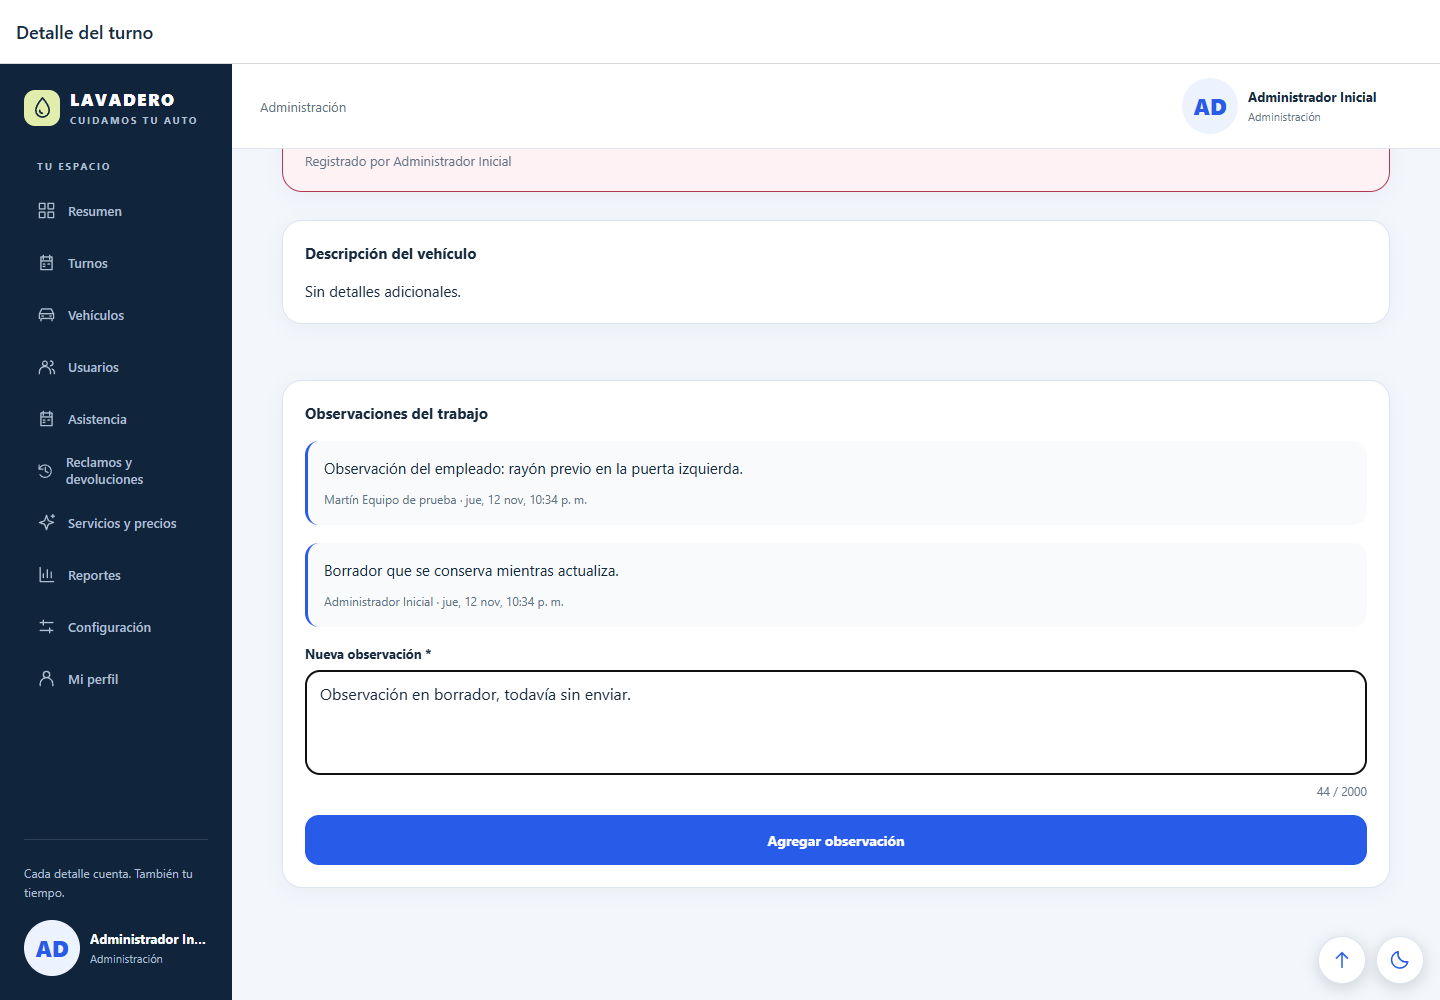 Detalle del turno
LAVADERO
CUIDAMOS TU AUTO
TU ESPACIO
Resumen
Turnos
Vehículos
Usuarios
Asistencia
Reclamos y
devoluciones
Servicios y precios
Reportes
Configuración
Mi perfil
Cada detalle cuenta. También tu
tiempo.
AD
Administrador In...
Administración
Administración
AD
Administrador Inicial
Administración
Registrado por Administrador Inicial
Descripción del vehículo
Sin detalles adicionales.
Observaciones del trabajo
Observación del empleado: rayón previo en la puerta izquierda.
Martín Equipo de prueba · jue, 12 nov, 10:34 p. m.
Borrador que se conserva mientras actualiza.
Administrador Inicial · jue, 12 nov, 10:34 p. m.
Nueva observación *
Observación en borrador, todavía sin enviar.
44 / 2000
Agregar observación